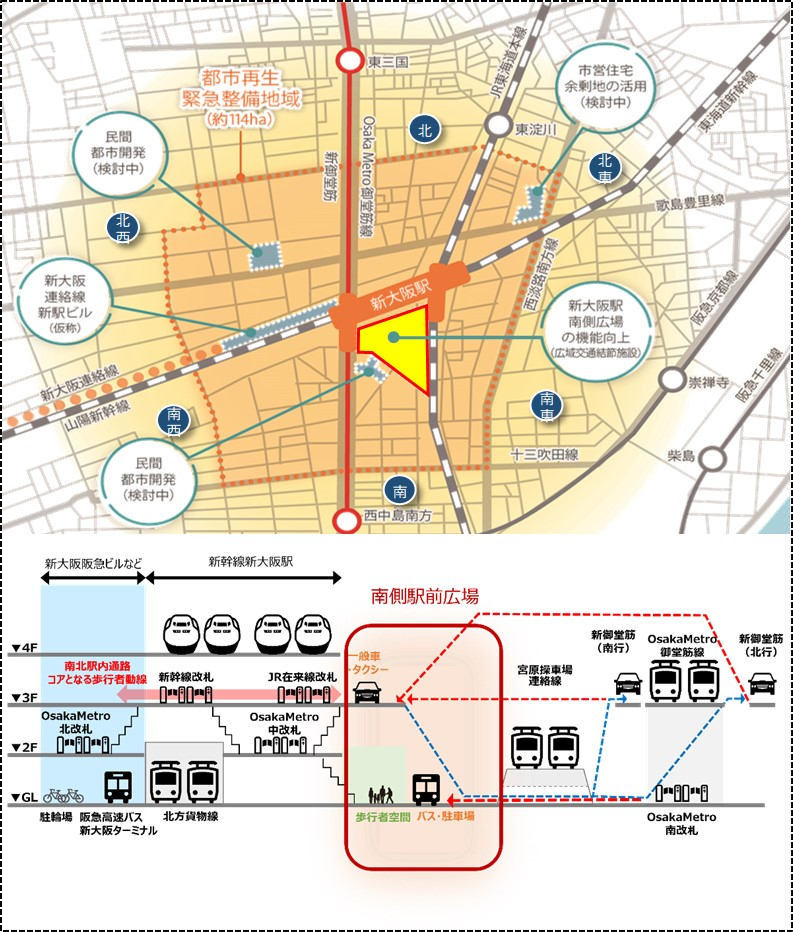 東三国
JR東海道本線
市営住宅
余剰地の活用
(検討中)
東海道新幹線
都市再生
緊急整備地域
(約114ha)
民間
都市開発
(検討中)
北
東淀川
新御堂筋
Osaka Metro御堂筋線
北
東
歌島豊里線
北
西
西淡路南方線
新大阪
連絡線
新駅ビル
(仮称)
新大阪駅
新大阪駅
南側広場
の機能向上
(広域交通結節施設)
阪急京都線
新大阪連絡線
山陽新幹線
崇禅寺
阪急千里線
南
西
南
東
民間
都市開発
(検討中)
十三吹田線
柴島
南
西中島南方
新大阪阪急ビルなど
新幹線新大阪駅
南側駅前広場
▼4F
南北駅内通路
コアとなる歩行者動線
新幹線改札
JR在来線改札
一般車
・タクシー
宮原操車場
連絡線
新御堂筋
(南行)
OsakaMetro
御堂筋線
新御堂筋
(北行)
▼3F
OsakaMetro
北改札
OsakaMetro
中改札
▼2F
▼GL
駐輪場
阪急高速バス
新大阪ターミナル
北方貨物線
歩行者空間
バス・駐車場
OsakaMetro
南改札